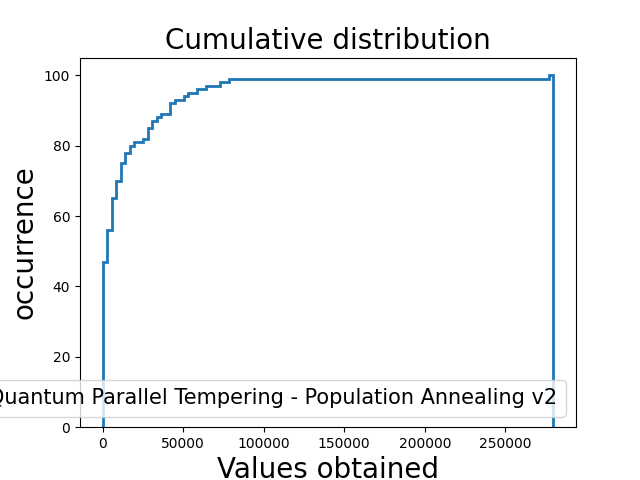 Cumulative distribution
100
80
60
40
20
0
occurrence
Quantum Parallel Tempering - Population Annealing v2
0 50000 100000 150000 200000 250000
Values obtained